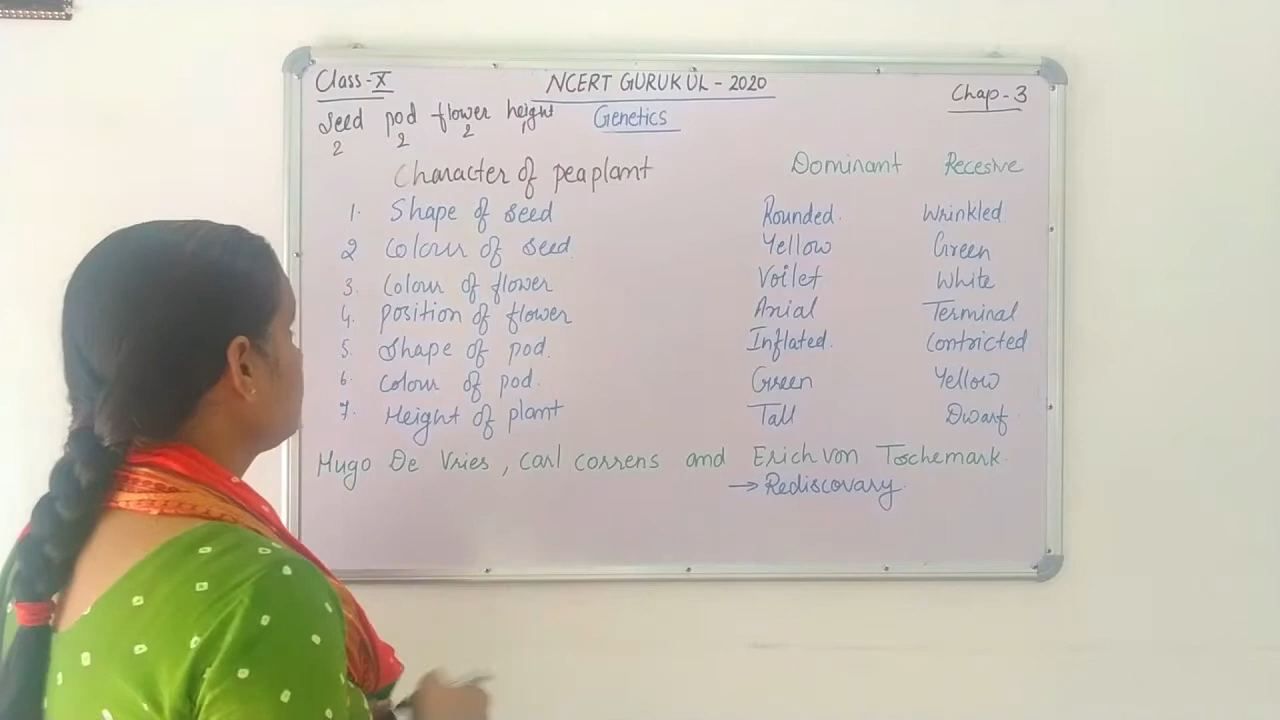 Class-X NCERT GURUKUL - 2020 Chap-3
seed pod flower height Genetics
2 2 2 1
Character of peaplant Dominant Recesive
1. Shape of seed Rounded. Wrinkled
2 Colour of seed. Yellow Green
3. Colour of flower Voilet White
4. position of flower Axial Terminal
5. Shape of pod. Inflated. Contricted
6. colour of pod. Green Yellow
7. Height of plant Tall Dwarf
Hugo De Vries, Carl Correns and Erich von Tschemark.
→ Rediscovary.